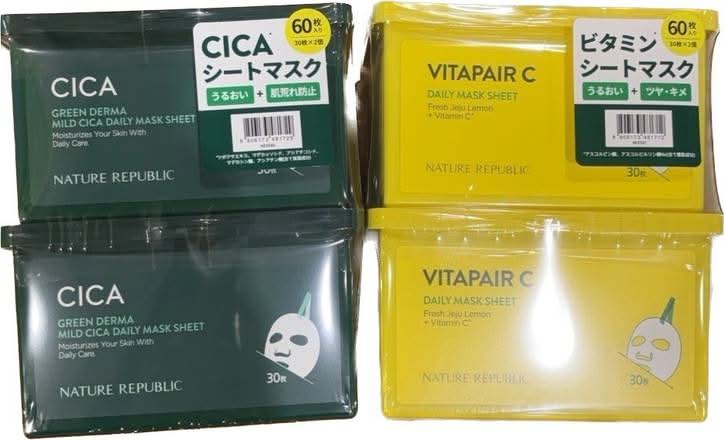 CICA
GREEN DERMA
MILD CICA DAILY MASK SHEET
Moisturizes Your Skin With
Daily Care.
NATURE REPUBLIC
30枚
60枚
入り
30枚×2個
CICA
シートマスク
うるおい + 肌荒れ防止
VITAPAIR C
DAILY MASK SHEET
Fresh Jeju Lemon
+ Vitamin C*
NATURE REPUBLIC
30枚
60枚
入り
30枚×2個
ビタミン
シートマスク
うるおい + ツヤ・キメ
CICA
GREEN DERMA
MILD CICA DAILY MASK SHEET
Moisturizes Your Skin With
Daily Care.
NATURE REPUBLIC
30枚
VITAPAIR C
DAILY MASK SHEET
Fresh Jeju Lemon
+ Vitamin C*
NATURE REPUBLIC
30枚